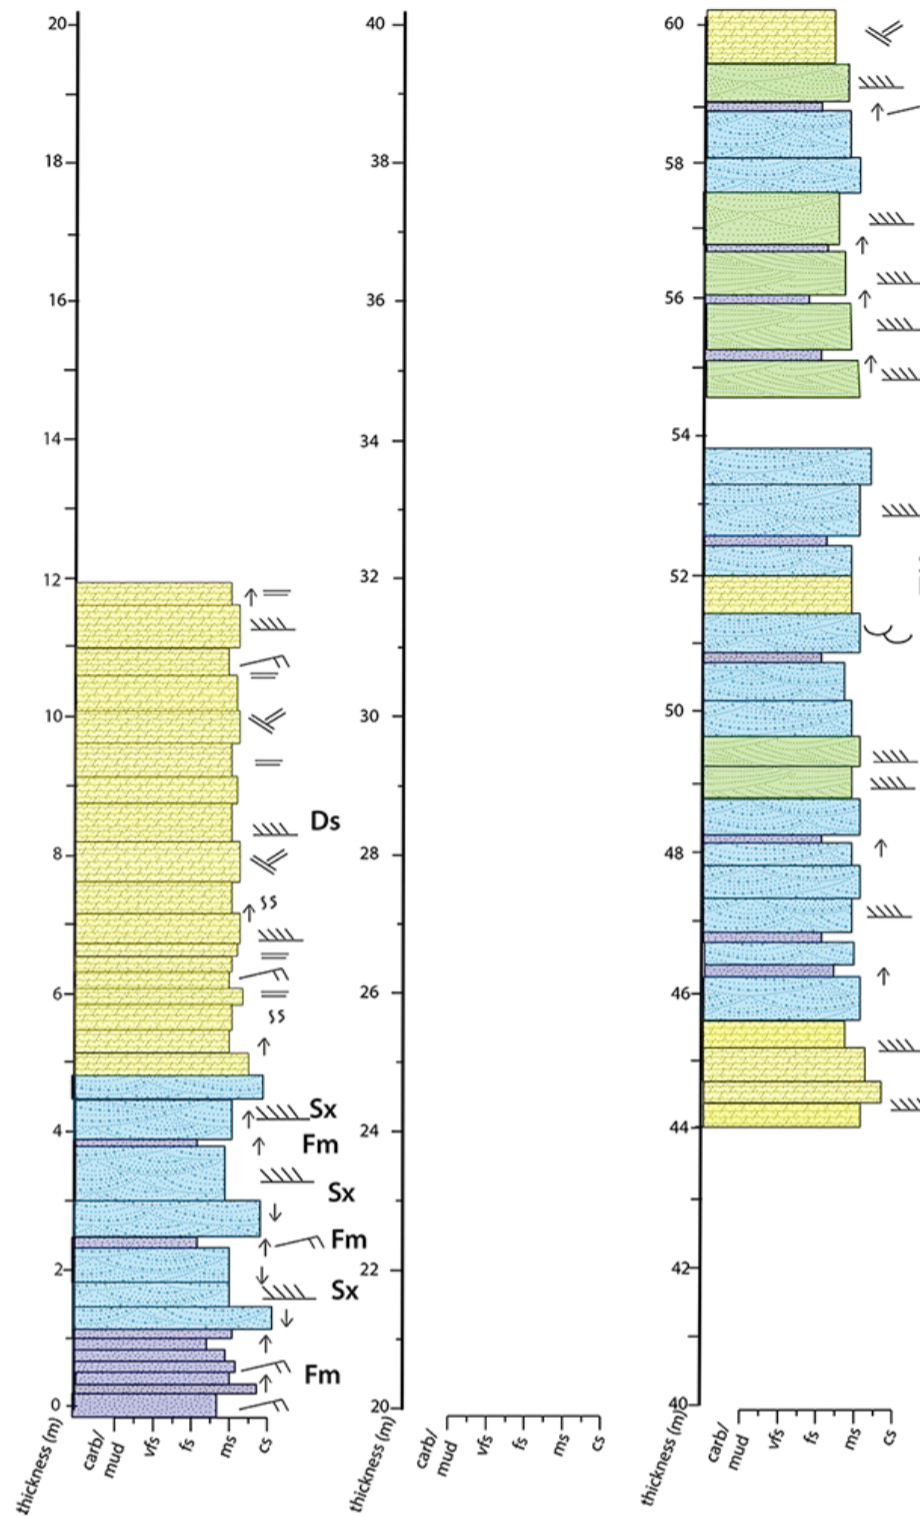 20
18
16
14
12
10
8
6
4
2
0
Ds
Sx
Fm
Sx
Fm
Sx
Fm
thickness (m)
carb/
mud
vfs
fs
ms
cs
40
38
36
34
32
30
28
26
24
22
20
thickness (m)
carb/
mud
vfs
fs
ms
cs
60
58
56
54
52
50
48
46
44
42
40
thickness (m)
carb/
mud
vfs
fs
ms
cs